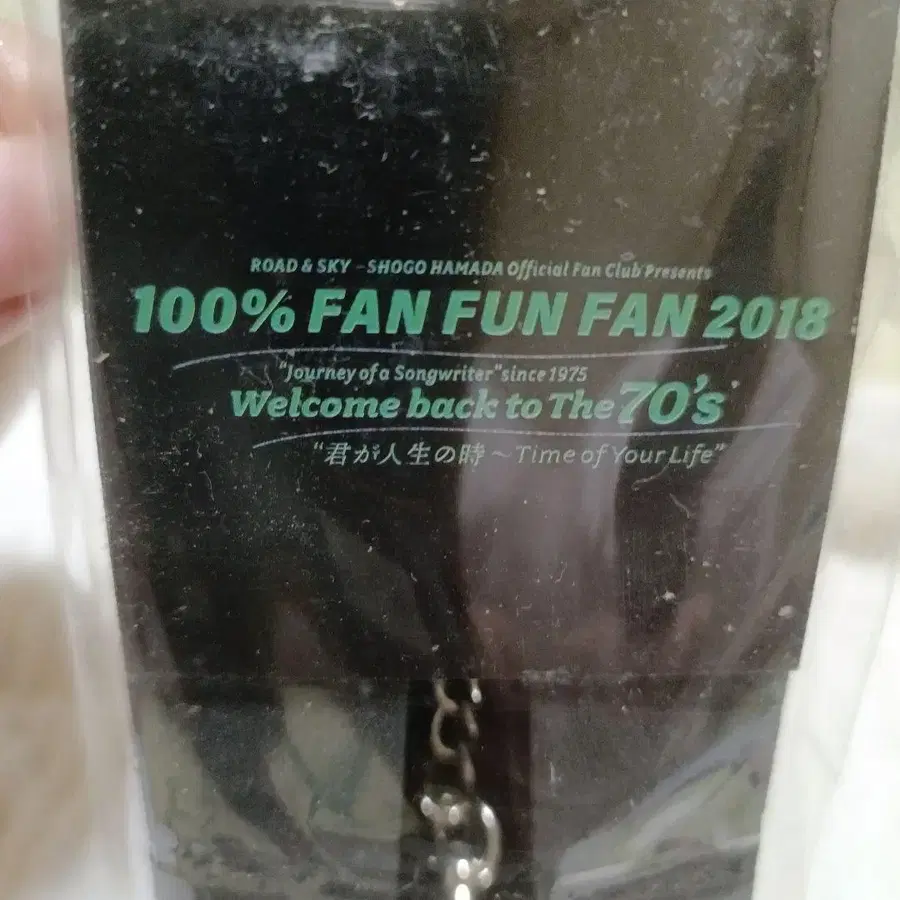 ROAD & SKY - SHOGO HAMADA Official Fan Club Presents
100% FAN FUN FAN 2018
"Journey of a Songwriter" since 1975
Welcome back to The 70's
"君が人生の時～Time of Your Life"